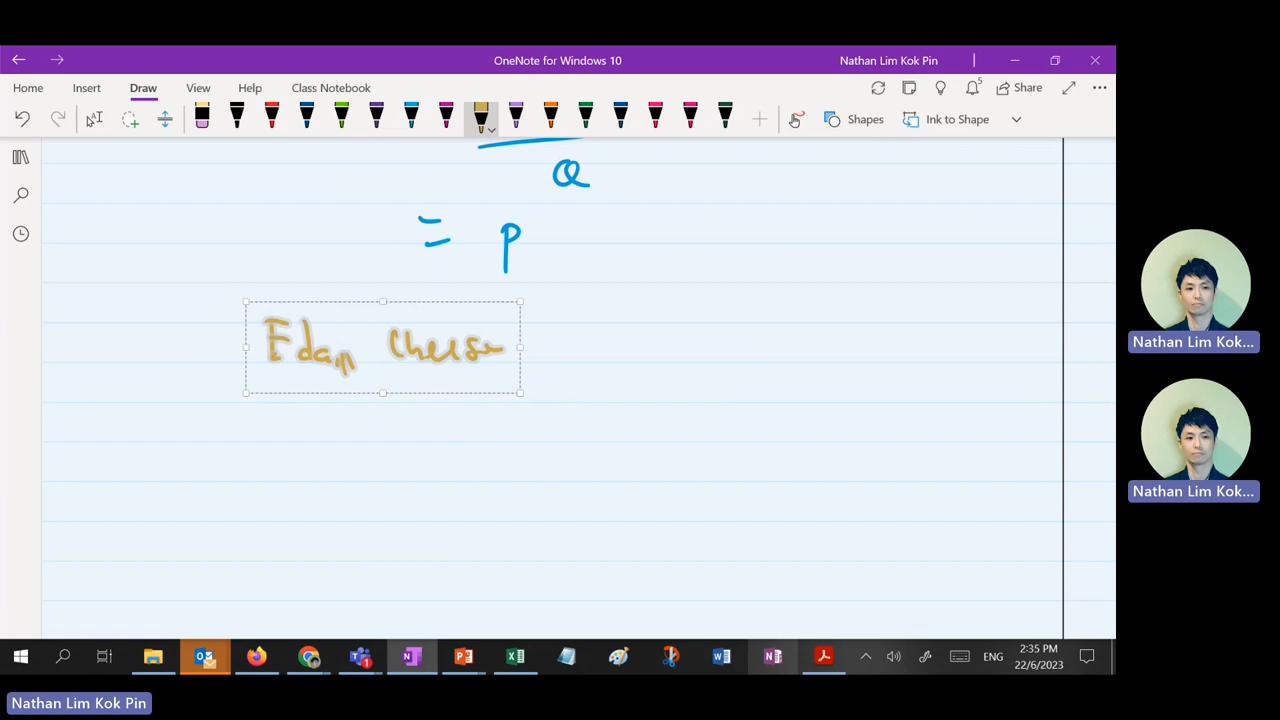 OneNote for Windows 10
Nathan Lim Kok Pin
Home Insert Draw View Help Class Notebook
5
Share
Shapes
Ink to Shape
Q
= P
Edam Cheese
Nathan Lim Kok...
Nathan Lim Kok...
1
ENG
2:35 PM
22/6/2023
Nathan Lim Kok Pin